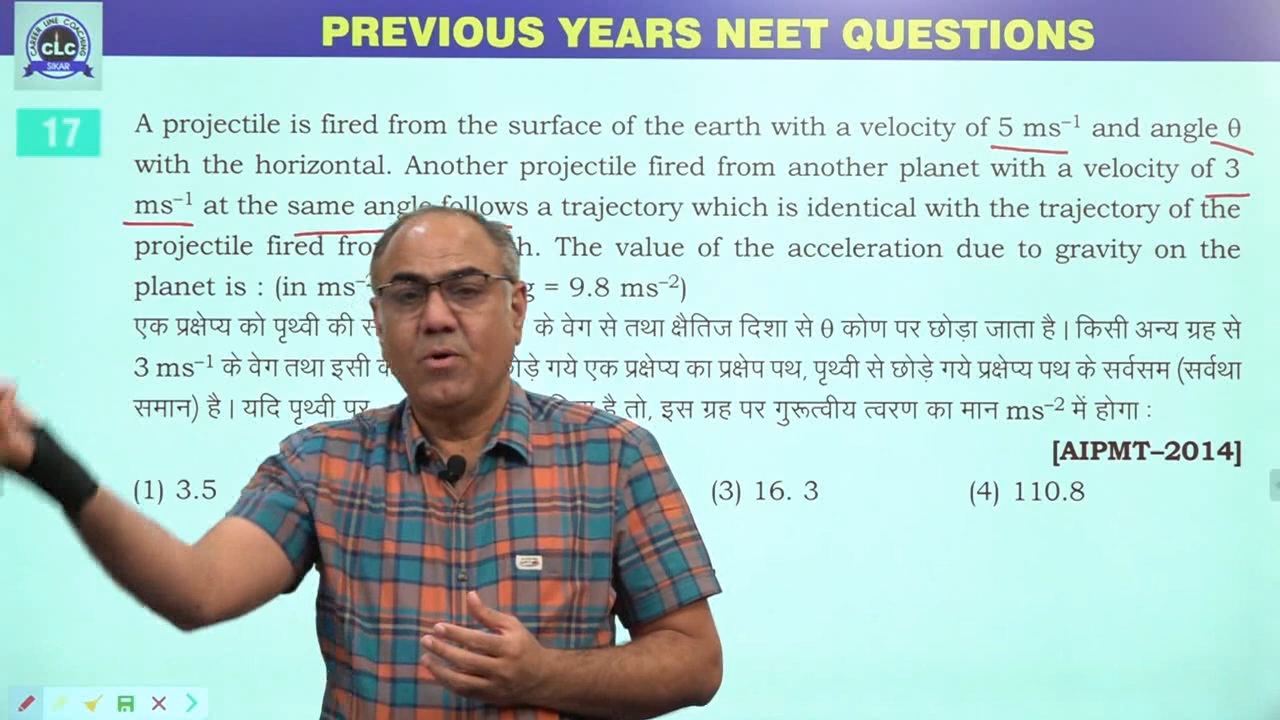 PREVIOUS YEARS NEET QUESTIONS
CAREER LINE COACHING
CLC
SIKAR
17
A projectile is fired from the surface of the earth with a velocity of 5 ms⁻¹ and angle θ
with the horizontal. Another projectile fired from another planet with a velocity of 3
ms⁻¹ at the same angle follows a trajectory which is identical with the trajectory of the
projectile fired h. The value of the acceleration due to gravity on the
planet is : (in ms⁻ g = 9.8 ms⁻²)
एक प्रक्षेप्य को पृथ्वी की के वेग से तथा क्षैतिज दिशा से θ कोण पर छोड़ा जाता है। किसी अन्य ग्रह से
3 ms⁻¹ के वेग तथा इसी गये एक प्रक्षेप्य का प्रक्षेप पथ, पृथ्वी से छोड़े गये प्रक्षेप्य पथ के सर्वसम (सर्वथा
समान) है। यदि पृथ्वी पर है तो, इस ग्रह पर गुरूत्वीय त्वरण का मान ms⁻² में होगा :
[AIPMT–2014]
(1) 3.5 (3) 16. 3 (4) 110.8